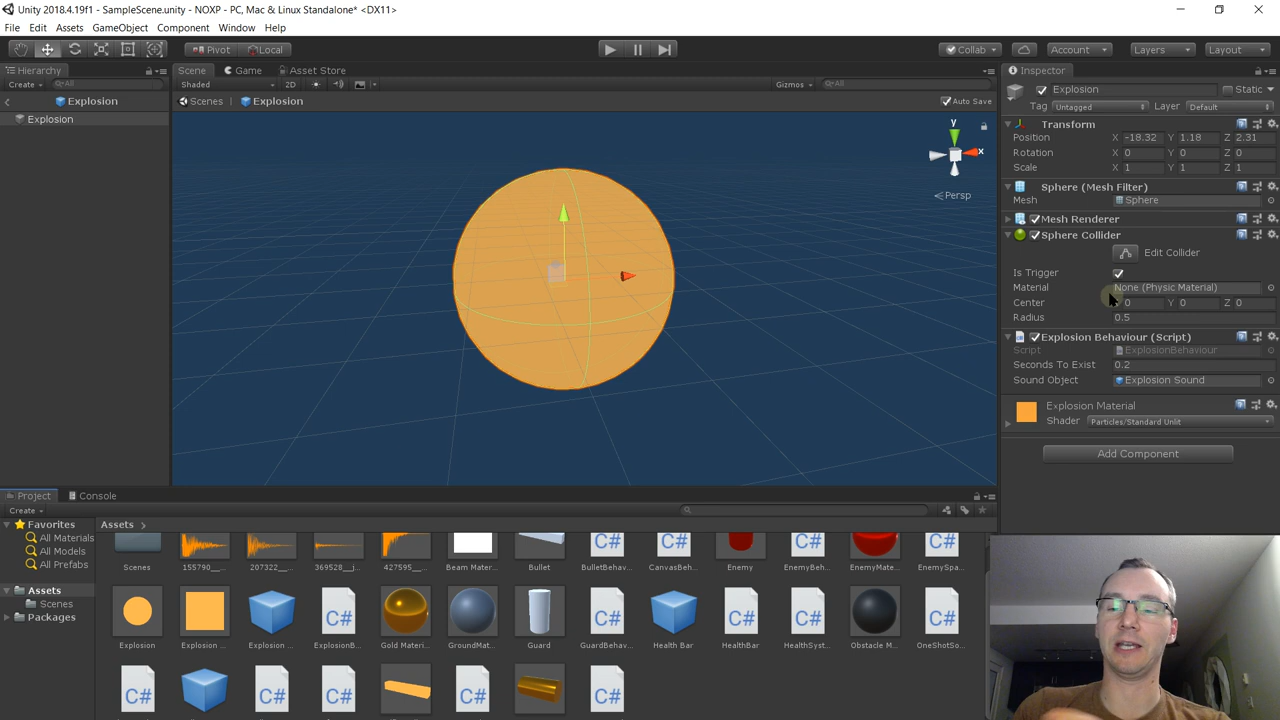 Unity 2018.4.19f1 - SampleScene.unity - NOXP - PC, Mac & Linux Standalone* <DX11>
File Edit Assets GameObject Component Window Help
Pivot Local Collab Account Layers Layout
Hierarchy Scene Game Asset Store Inspector
Create All Shaded 2D Gizmos All
Explosion Static
Explosion Scenes Explosion Auto Save
Tag Untagged Layer Default
Explosion
Transform
Position X -18.32 Y 1.18 Z 2.31
Rotation X 0 Y 0 Z 0
Scale X 1 Y 1 Z 1
y
x
Persp
Sphere (Mesh Filter)
Mesh Sphere
Mesh Renderer
Sphere Collider
Edit Collider
Is Trigger
Material None (Physic Material)
Center 0 Y 0 Z 0
Radius 0.5
Explosion Behaviour (Script)
Script ExplosionBehaviour
Seconds To Exist 0.2
Sound Object Explosion Sound
Explosion Material
Shader Particles/Standard Unlit
Add Component
Project Console
Create
Favorites
All Materials
All Models
All Prefabs
Assets
Scenes
Packages
Assets
C# C# C# C#
Scenes 155790__... 207322__... 369528__j... 427595__... Beam Mater... Bullet BulletBehav... CanvasBeh... Enemy EnemyBeh... EnemyMate... EnemySpa...
C# C# C# C# C#
Explosion Explosion ... Explosion ... ExplosionB... Gold Materi... GroundMat... Guard GuardBehav... Health Bar HealthBar HealthSyst... Obstacle M... OneShotSo...
C# C# C# C# C#